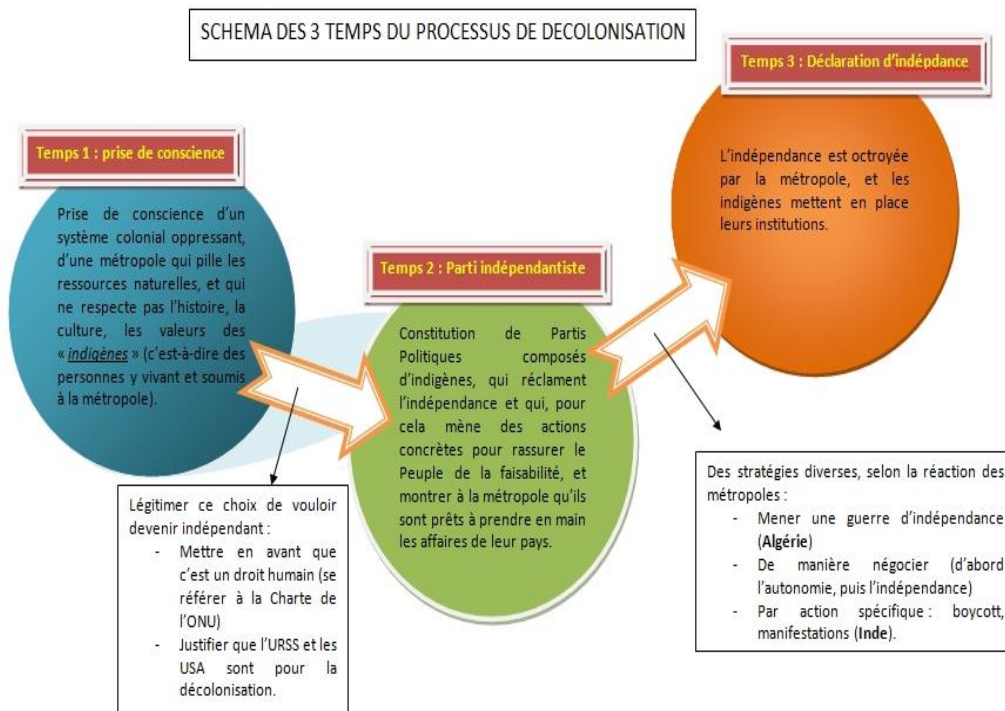 SCHEMA DES 3 TEMPS DU PROCESSUS DE DECOLONISATION
Temps 1 : prise de conscience
Prise de conscience d'un
système colonial oppressant,
d'une métropole qui pille les
ressources naturelles, et qui
ne respecte pas l'histoire, la
culture, les valeurs des
« indigènes » (c'est-à-dire des
personnes y vivant et soumis
à la métropole).
Légitimer ce choix de vouloir
devenir indépendant :
- Mettre en avant que
c'est un droit humain (se
référer à la Charte de
l'ONU)
- Justifier que l'URSS et les
USA sont pour la
décolonisation.
Temps 2 : Parti indépendantiste
Constitution de Partis
Politiques composés
d'indigènes, qui réclament
l'indépendance et qui, pour
cela mène des actions
concrètes pour rassurer le
Peuple de la faisabilité, et
montrer à la métropole qu'ils
sont prêts à prendre en main
les affaires de leur pays.
Des stratégies diverses, selon la réaction des
métropoles :
- Mener une guerre d'indépendance
(Algérie)
- De manière négocier (d'abord
l'autonomie, puis l'indépendance)
- Par action spécifique : boycott,
manifestations (Inde).
Temps 3 : Déclaration d'indépdance
L'indépendance est octroyée
par la métropole, et les
indigènes mettent en place
leurs institutions.